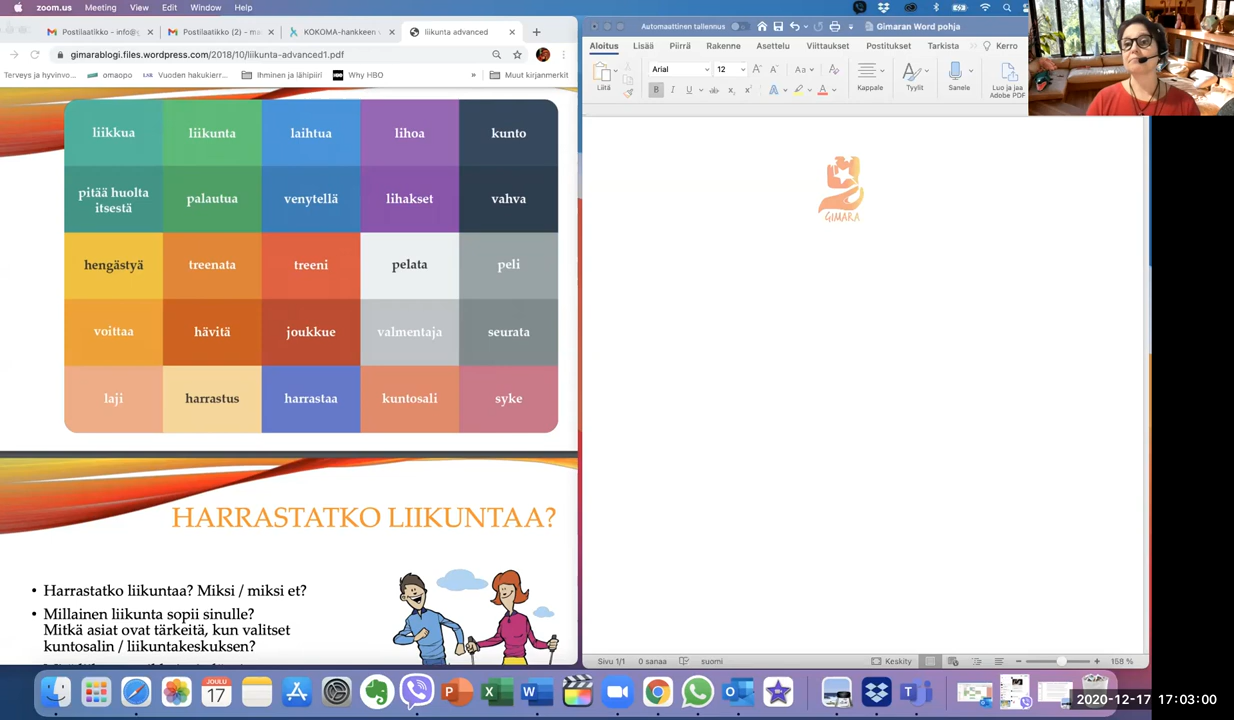 zoom.us Meeting View Edit Window Help
Postilaatikko – info@g
Postilaatikko (2) – ma
KOKOMA-hankkeen
liikunta advanced
Automaattinen tallennus
Gimaran Word pohja
gimarablogi.files.wordpress.com/2018/10/liikunta-advanced1.pdf
Aloitus Lisää Piirrä Rakenne Asettelu Viittaukset Postitukset Tarkista Kerro
Terveys ja hyvinvo...
omaopo
Vuoden hakukierr...
Ihminen ja lähipiiri
Why HBO
Muut kirjanmerkit
Arial 12
Liitä
Kappale
Tyylit
Sanele
Luo ja jaa
Adobe PDF
liikkua liikunta laihtua lihoa kunto
pitää huolta
itsestä
palautua venytellä lihakset vahva
hengästyä treenata treeni pelata peli
voittaa hävitä joukkue valmentaja seurata
laji harrastus harrastaa kuntosali syke
GIMARA
HARRASTATKO LIIKUNTAA?
• Harrastatko liikuntaa? Miksi / miksi et?
• Millainen liikunta sopii sinulle?
Mitkä asiat ovat tärkeitä, kun valitset
kuntosalin / liikuntakeskuksen?
Sivu 1/1 0 sanaa suomi Keskity 158 %
JOULU
17
2020-12-17 17:03:00